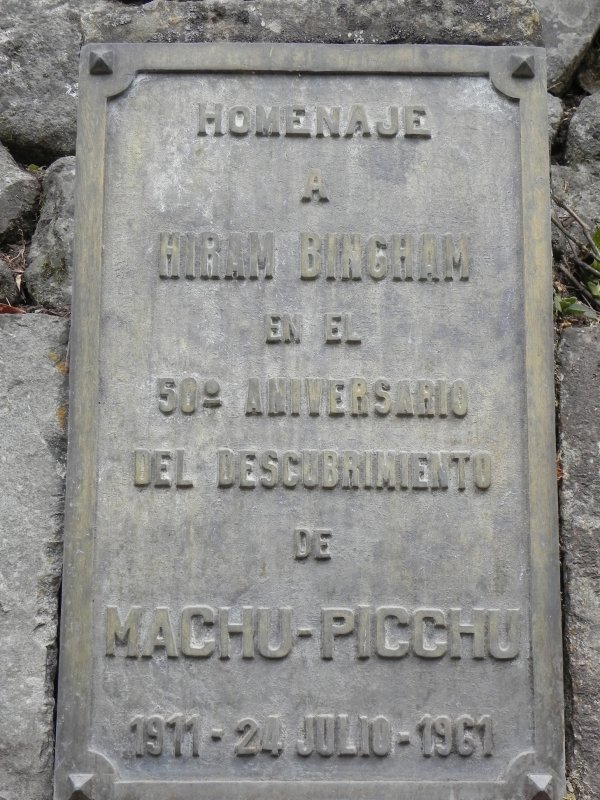 HOMENAJE
A
HIRAM BINGHAM
EN EL
50º ANIVERSARIO
DEL DESCUBRIMIENTO
DE
MACHU-PICCHU
1911 - 24 JULIO - 1961